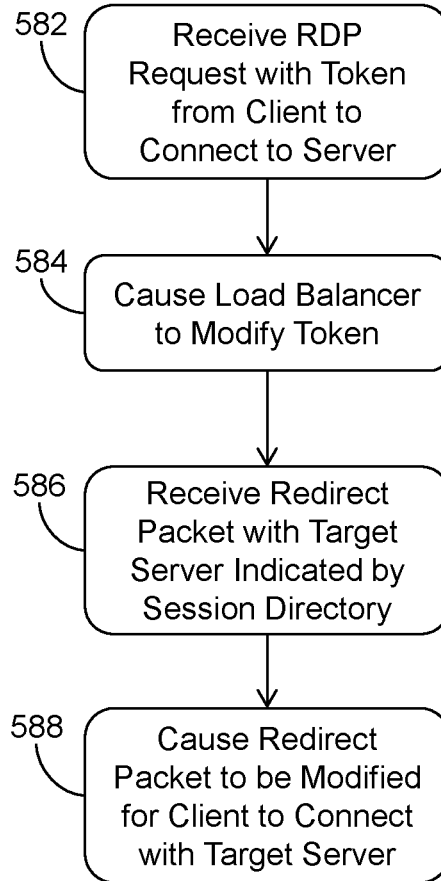 582
Receive RDP
Request with Token
from Client to
Connect to Server
584
Cause Load Balancer
to Modify Token
586
Receive Redirect
Packet with Target
Server Indicated by
Session Directory
588
Cause Redirect
Packet to be Modified
for Client to Connect
with Target Server